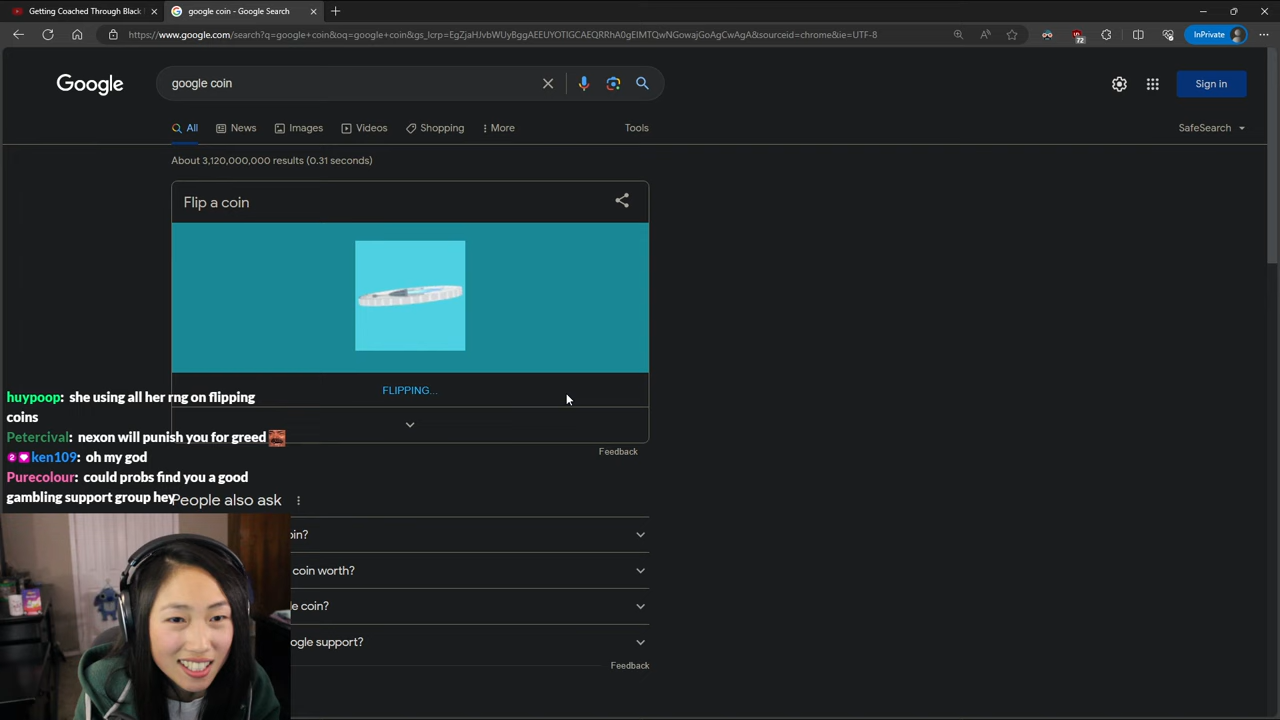 Getting Coached Through Black
google coin - Google Search
https://www.google.com/search?q=google+coin&oq=google+coin&gs_lcrp=EgZjaHJvbWUyBggAEEUYOTIGCAEQRRhA0gEIMTQwNGowajGoAgCwAgA&sourceid=chrome&ie=UTF-8
72
InPrivate
Google
google coin
Sign in
All
News
Images
Videos
Shopping
More
Tools
SafeSearch
About 3,120,000,000 results (0.31 seconds)
Flip a coin
FLIPPING...
huypoop: she using all her rng on flipping
coins
Petercival: nexon will punish you for greed
2 ken109: oh my god
Purecolour: could probs find you a good
gambling support group hey
Feedback
People also ask
oin?
coin worth?
le coin?
ogle support?
Feedback